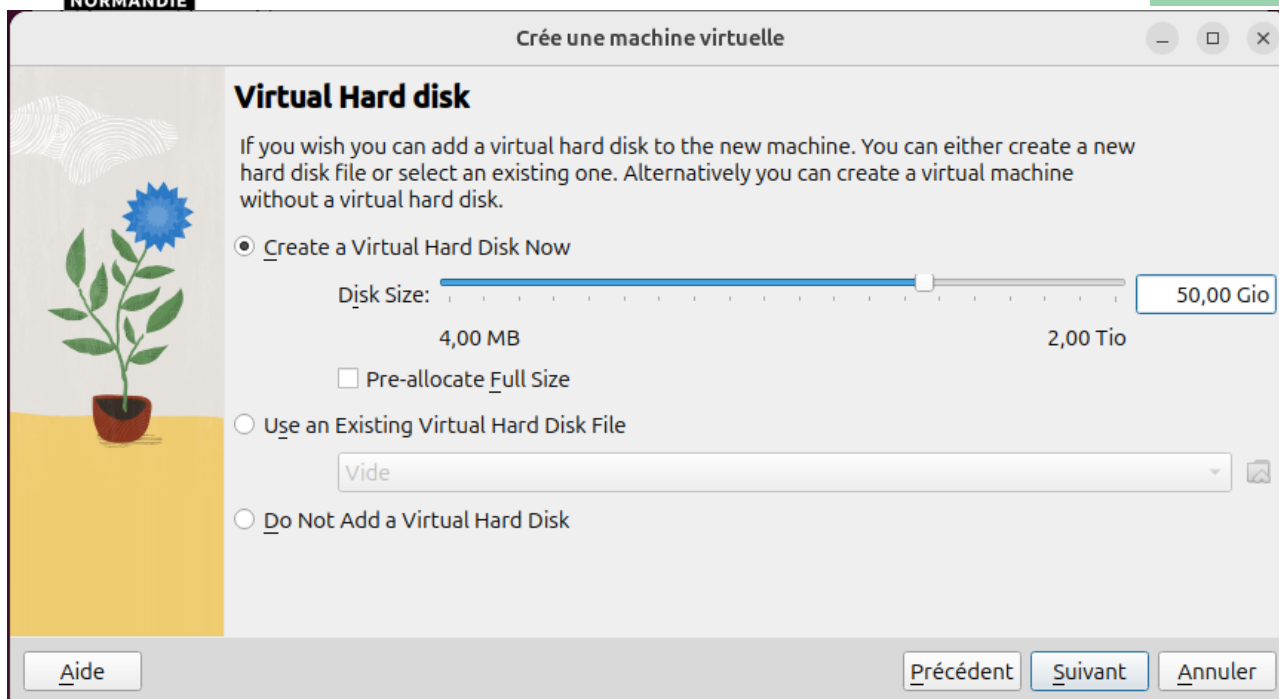 NORMANDIE
Crée une machine virtuelle
Virtual Hard disk
If you wish you can add a virtual hard disk to the new machine. You can either create a new
hard disk file or select an existing one. Alternatively you can create a virtual machine
without a virtual hard disk.
Create a Virtual Hard Disk Now
Disk Size:
50,00 Gio
4,00 MB
2,00 Tio
Pre-allocate Full Size
Use an Existing Virtual Hard Disk File
Vide
Do Not Add a Virtual Hard Disk
Aide
Précédent
Suivant
Annuler